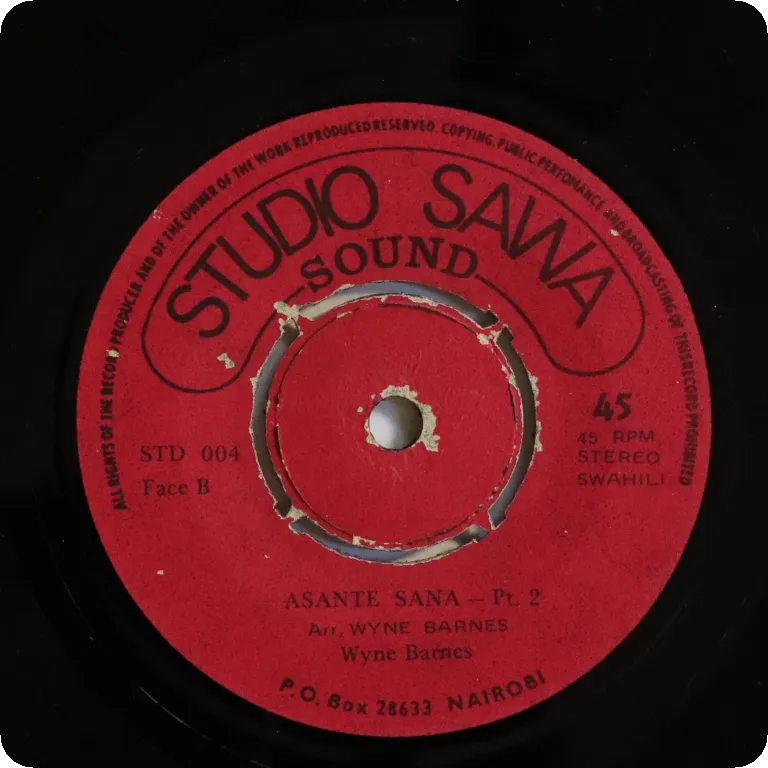 ALL RIGHTS OF THE RECORD PRODUCER AND OF THE OWNER OF THE WORK REPRODUCED RESERVED. COPYING, PUBLIC PERFOMANCE AND BROADCASTING OF THIS RECORD PROHIBITED
STUDIO SAWA
SOUND
45
45 RPM
STEREO
SWAHILI
STD 004
Face B
ASANTE SANA – Pt. 2
Arr. WYNE BARNES
Wyne Barnes
P.O. Box 28633 NAIROBI